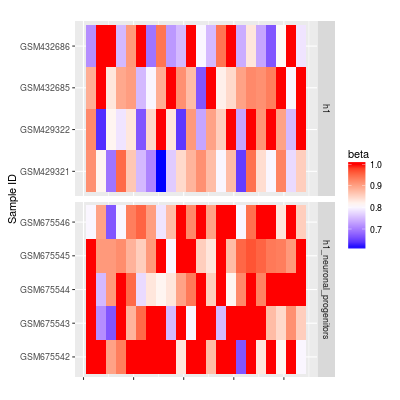 GSM432686
GSM432685
GSM429322
GSM429321
h1
GSM675546
GSM675545
GSM675544
GSM675543
GSM675542
h1_neuronal_progenitors
Sample ID
beta
1.0
0.9
0.8
0.7